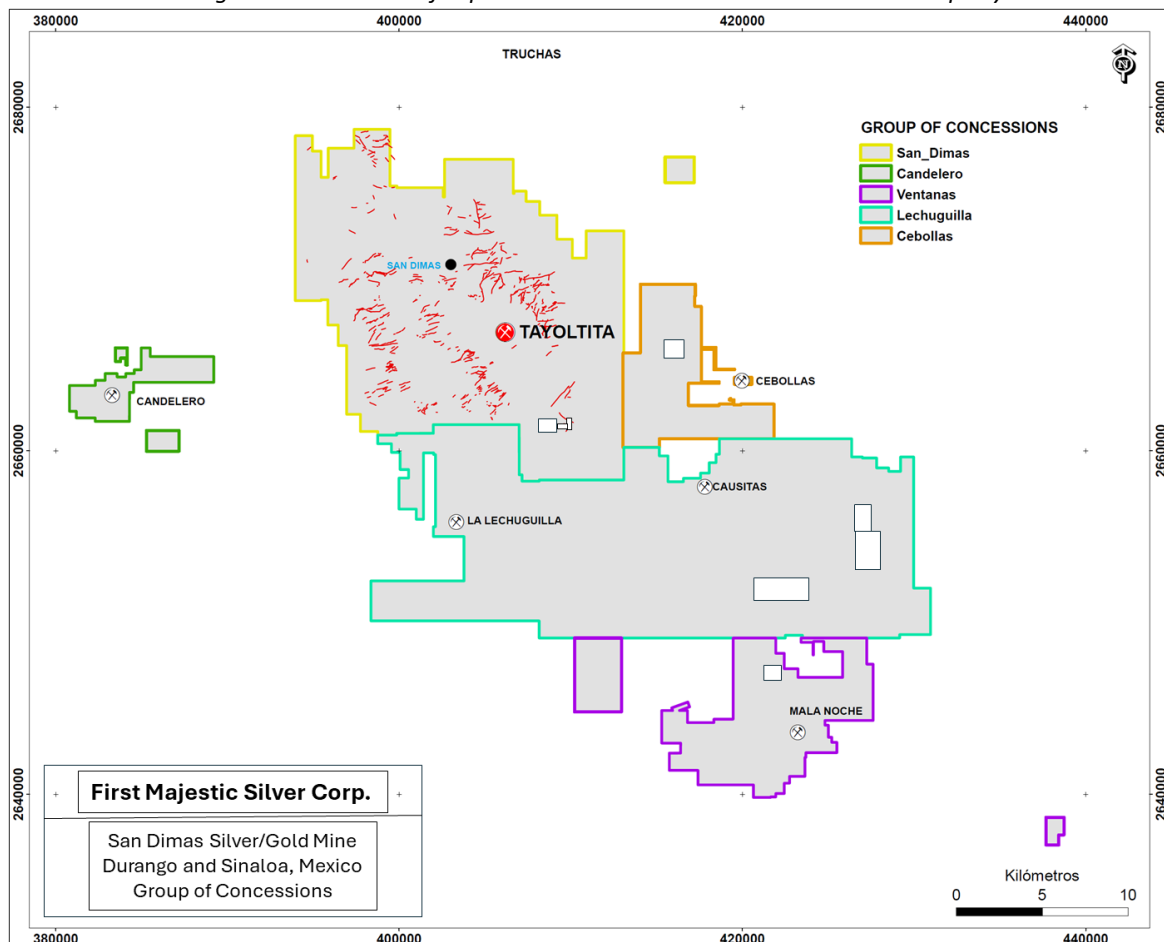 380000 400000 420000 440000
TRUCHAS
N
2680000 2680000
GROUP OF CONCESSIONS
San_Dimas
Candelero
Ventanas
Lechuguilla
Cebollas
SAN DIMAS
TAYOLTITA
CEBOLLAS
CANDELERO
2660000 2660000
CAUSITAS
LA LECHUGUILLA
MALA NOCHE
2640000 2640000
First Majestic Silver Corp.
San Dimas Silver/Gold Mine
Durango and Sinaloa, Mexico
Group of Concessions
Kilómetros
0 5 10
380000 400000 420000 440000